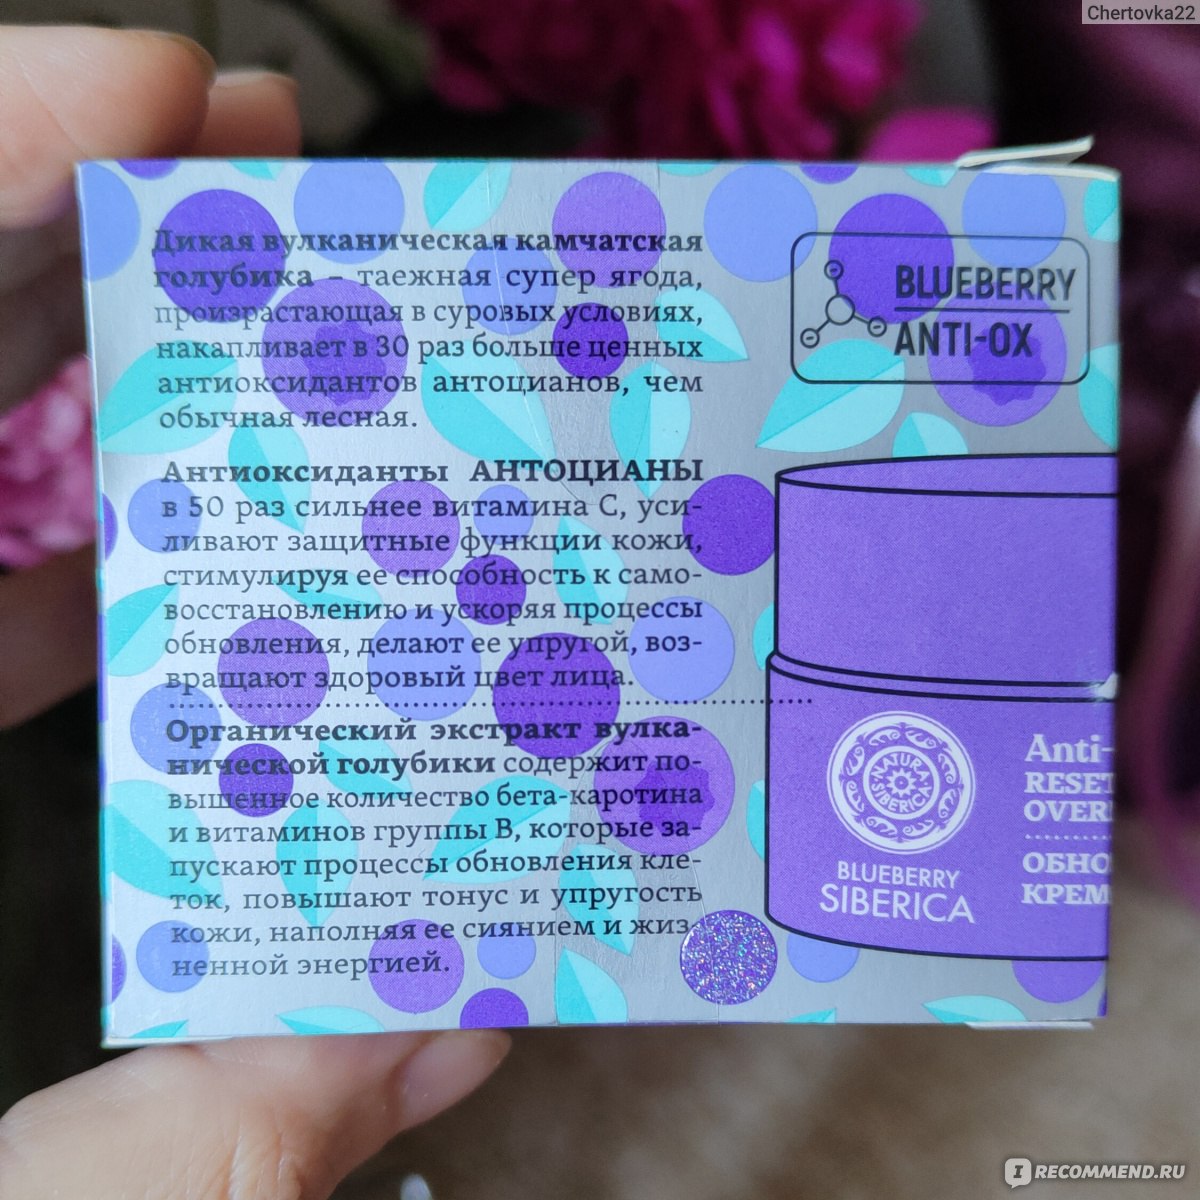 Chertovka22
Дикая вулканическая камчатская
голубика – таежная супер ягода,
произрастающая в суровых условиях,
накапливает в 30 раз больше ценных
антиоксидантов антоцианов, чем
обычная лесная.
Антиоксиданты АНТОЦИАНЫ
в 50 раз сильнее витамина С, уси-
ливают защитные функции кожи,
стимулируя ее способность к само-
восстановлению и ускоряя процессы
обновления, делают ее упругой, воз-
вращают здоровый цвет лица.
Органический экстракт вулка-
нической голубики содержит по-
вышенное количество бета-каротина
и витаминов группы В, которые за-
пускают процессы обновления кле-
ток, повышают тонус и упругость
кожи, наполняя ее сиянием и жиз-
ненной энергией.
BLUEBERRY
ANTI-OX
NATURA
SIBERICA
BLUEBERRY
SIBERICA
Anti-
RESET
OVER
ОБНО
КРЕМ
IRECOMMEND.RU